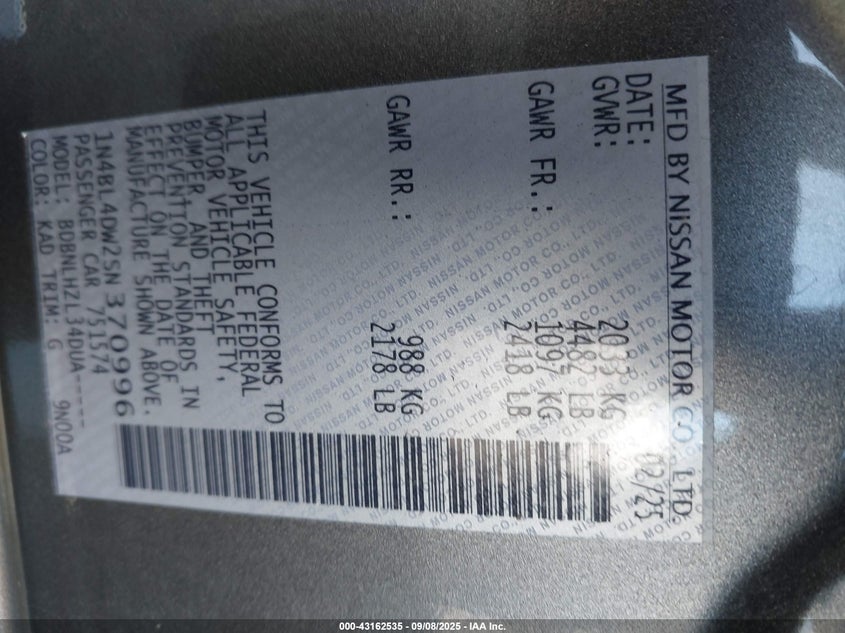 MFD BY NISSAN MOTOR CO., LTD.
DATE: 02/25
GVWR: 2033 KG
4482 LB
GAWR FR.: 1097 KG
2418 LB
GAWR RR.: 988 KG
2178 LB
THIS VEHICLE CONFORMS TO
ALL APPLICABLE FEDERAL
MOTOR VEHICLE SAFETY,
BUMPER AND THEFT
PREVENTION STANDARDS IN
EFFECT ON THE DATE OF
MANUFACTURE SHOWN ABOVE.
1N4BL4DW2SN370996
PASSENGER CAR 751574
MODEL: BDBNLHZL34DUA-----
COLOR: KAD TRIM: G 9N00A
000-43162535 - 09/08/2025 - IAA Inc.